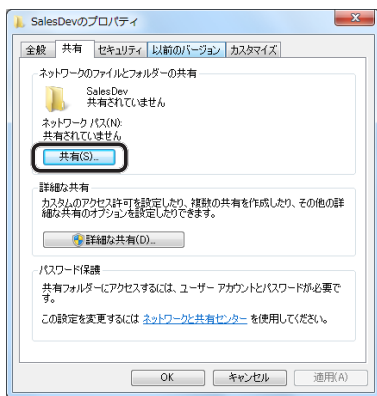 SalesDevのプロパティ
全般 共有 セキュリティ 以前のバージョン カスタマイズ
ネットワークのファイルとフォルダーの共有
SalesDev
共有されていません
ネットワーク パス(N):
共有されていません
共有(S)...
詳細な共有
カスタムのアクセス許可を設定したり、複数の共有を作成したり、その他の詳
細な共有のオプションを設定したりできます。
詳細な共有(D)...
パスワード保護
共有フォルダーにアクセスするには、ユーザー アカウントとパスワードが必要で
す。
この設定を変更するには ネットワークと共有センター を使用してください。
OK キャンセル 適用(A)